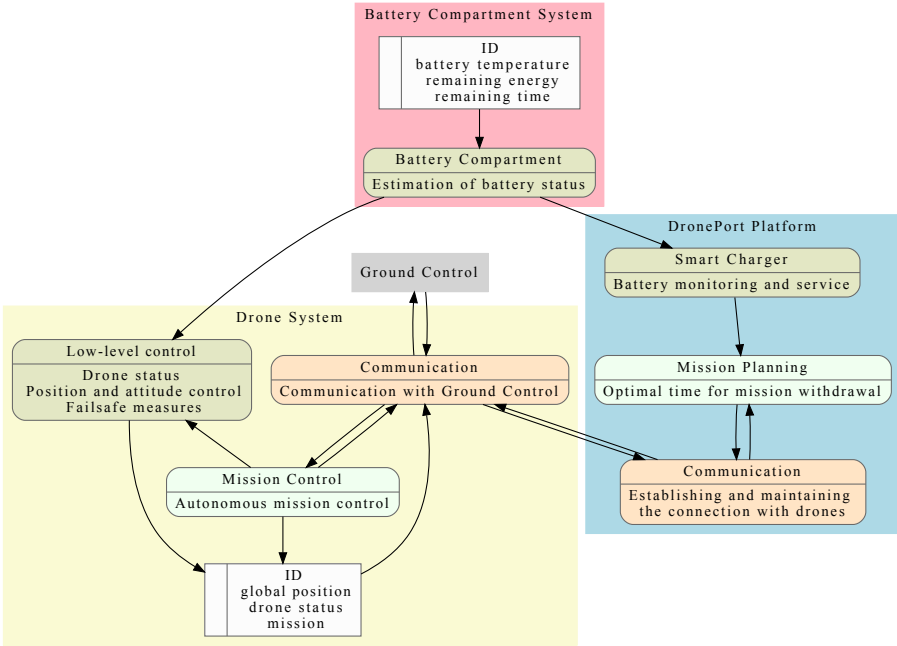 Battery Compartment System
ID
battery temperature
remaining energy
remaining time
Battery Compartment
Estimation of battery status
DronePort Platform
Smart Charger
Battery monitoring and service
Ground Control
Drone System
Low-level control
Drone status
Position and attitude control
Failsafe measures
Communication
Communication with Ground Control
Mission Planning
Optimal time for mission withdrawal
Mission Control
Autonomous mission control
Communication
Establishing and maintaining
the connection with drones
ID
global position
drone status
mission